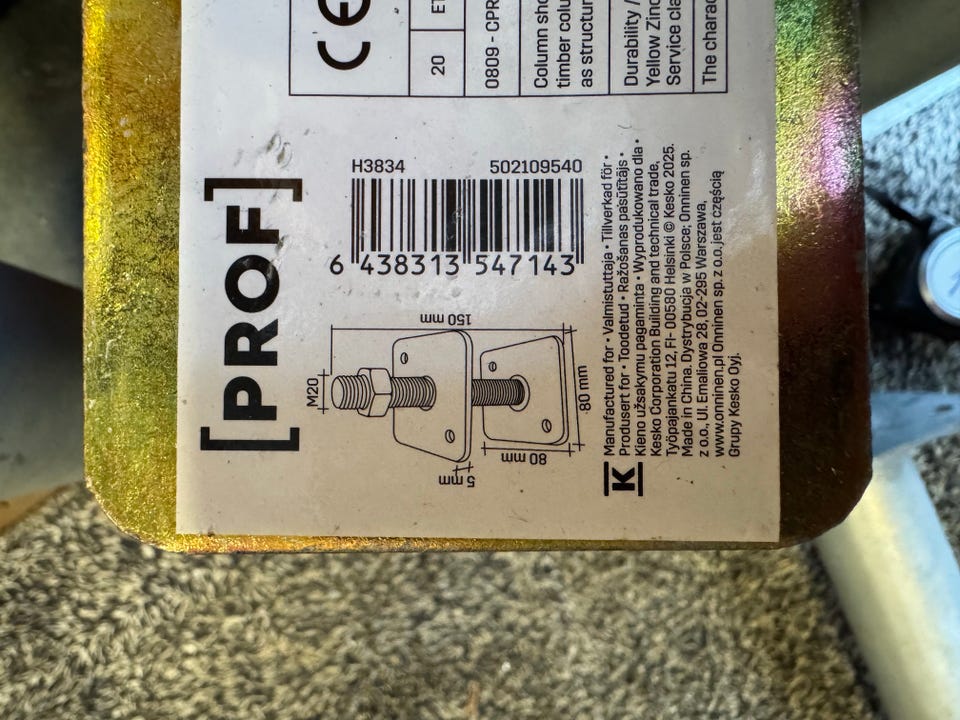 [PROF]
CE
20
0809 - CPR
Column sho
timber colu
as structur
Durability /
Yellow Zinc
Service cla
The charac
H3834 502109540
6 438313 547143
M20
150 mm
5 mm
80 mm
80 mm
K
Manufactured for • Valmistuttaja • Tillverkad för •
Produsert for • Toodetud • Ražošanas pasūtītājs •
Kieno užsakymu pagaminta • Wyprodukowano dla •
Kesko Corporation Building and technical trade,
Työpajankatu 12, FI- 00580 Helsinki © Kesko 2025.
Made in China. Dystrybucja w Polsce: Onninen sp.
z o.o., Ul. Emaliowa 28, 02-295 Warszawa,
www.onninen.pl Onninen sp. z o.o. jest częścią
Grupy Kesko Oyj.